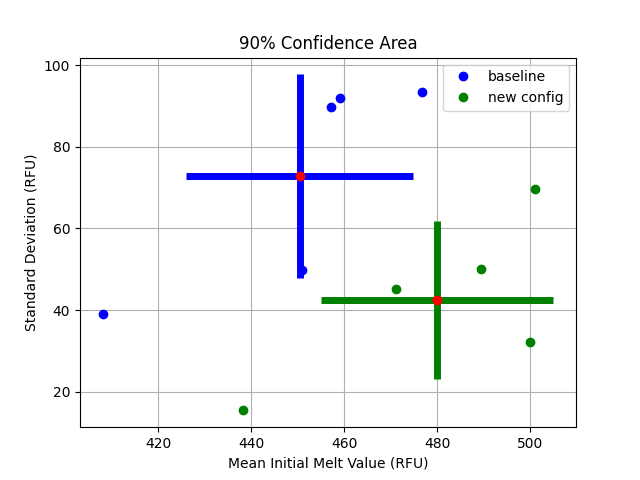 90% Confidence Area
baseline
new config
Standard Deviation (RFU)
100
80
60
40
20
420 440 460 480 500
Mean Initial Melt Value (RFU)